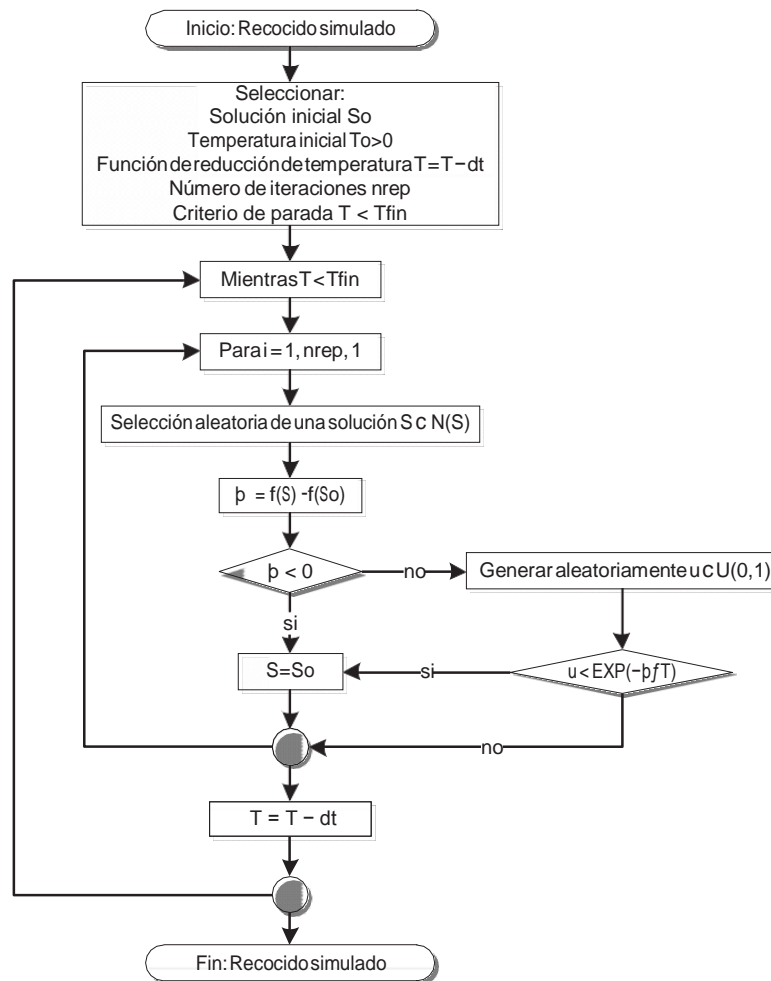 Inicio: Recocido simulado
Seleccionar:
Solución inicial So
Temperatura inicial To>0
Función de reducción de temperatura T = T − dt
Número de iteraciones nrep
Criterio de parada T < Tfin
Mientras T < Tfin
Para i = 1, nrep, 1
Selección aleatoria de una solución S c N(S)
þ = f(S) -f(So)
þ < 0
no
Generar aleatoriamente u c U(0,1)
si
S=So
si
u < EXP(−þƒT)
no
T = T − dt
Fin: Recocido simulado